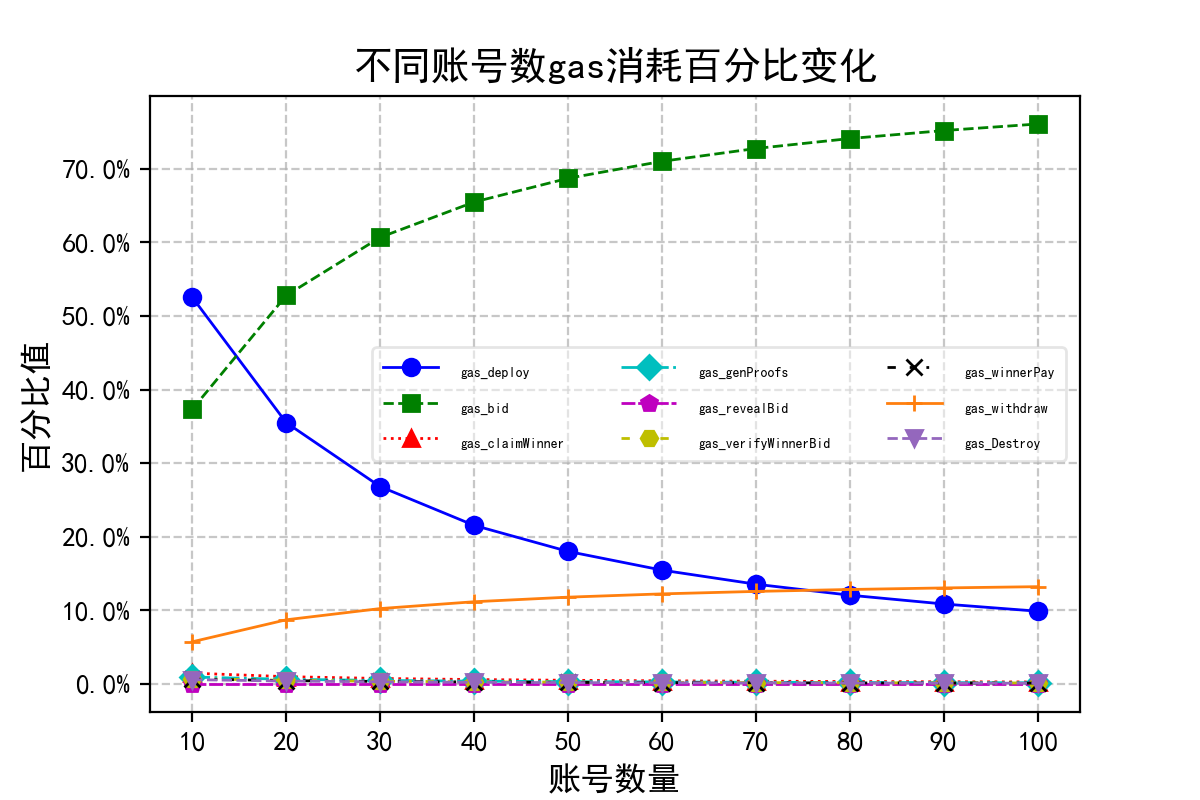 不同账号数gas消耗百分比变化
百分比值
70.0%
60.0%
50.0%
40.0%
30.0%
20.0%
10.0%
0.0%
gas_deploy
gas_bid
gas_claimWinner
gas_genProofs
gas_revealBid
gas_verifyWinnerBid
gas_winnerPay
gas_withdraw
gas_Destroy
10 20 30 40 50 60 70 80 90 100
账号数量